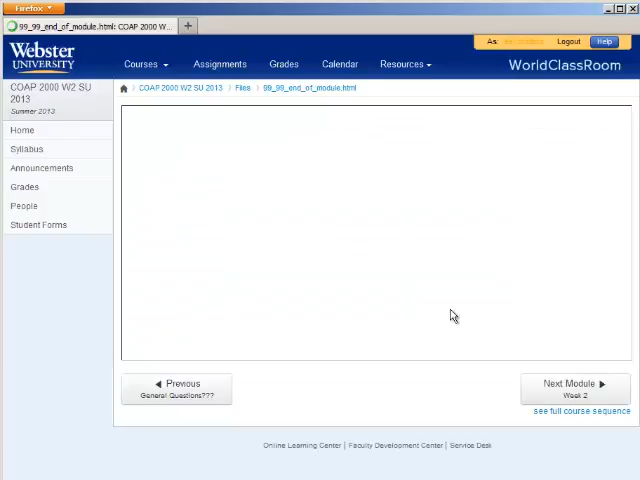 Firefox
99_99_end_of_module.html: COAP 2000 W...
Webster
UNIVERSITY
As:
Logout
Help
Courses
Assignments
Grades
Calendar
Resources
WorldClassRoom
COAP 2000 W2 SU
2013
Summer 2013
COAP 2000 W2 SU 2013
Files
99_99_end_of_module.html
Home
Syllabus
Announcements
Grades
People
Student Forms
Previous
General Questions???
Next Module
Week 2
see full course sequence
Online Learning Center | Faculty Development Center | Service Desk